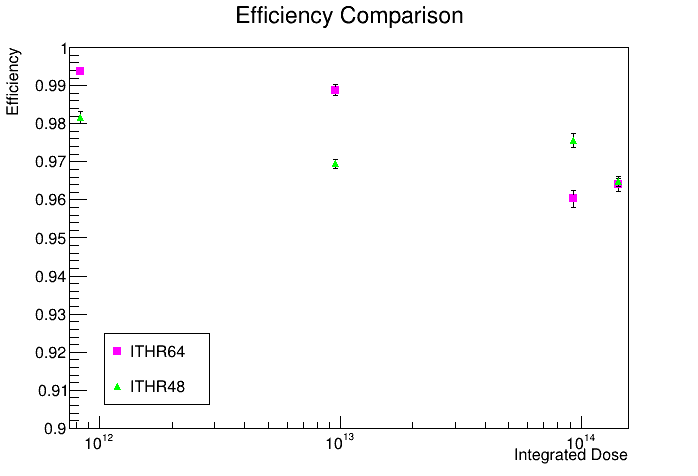 Efficiency Comparison
Efficiency
1
0.99
0.98
0.97
0.96
0.95
0.94
0.93
0.92
0.91
0.9
ITHR64
ITHR48
10¹² 10¹³ 10¹⁴
Integrated Dose